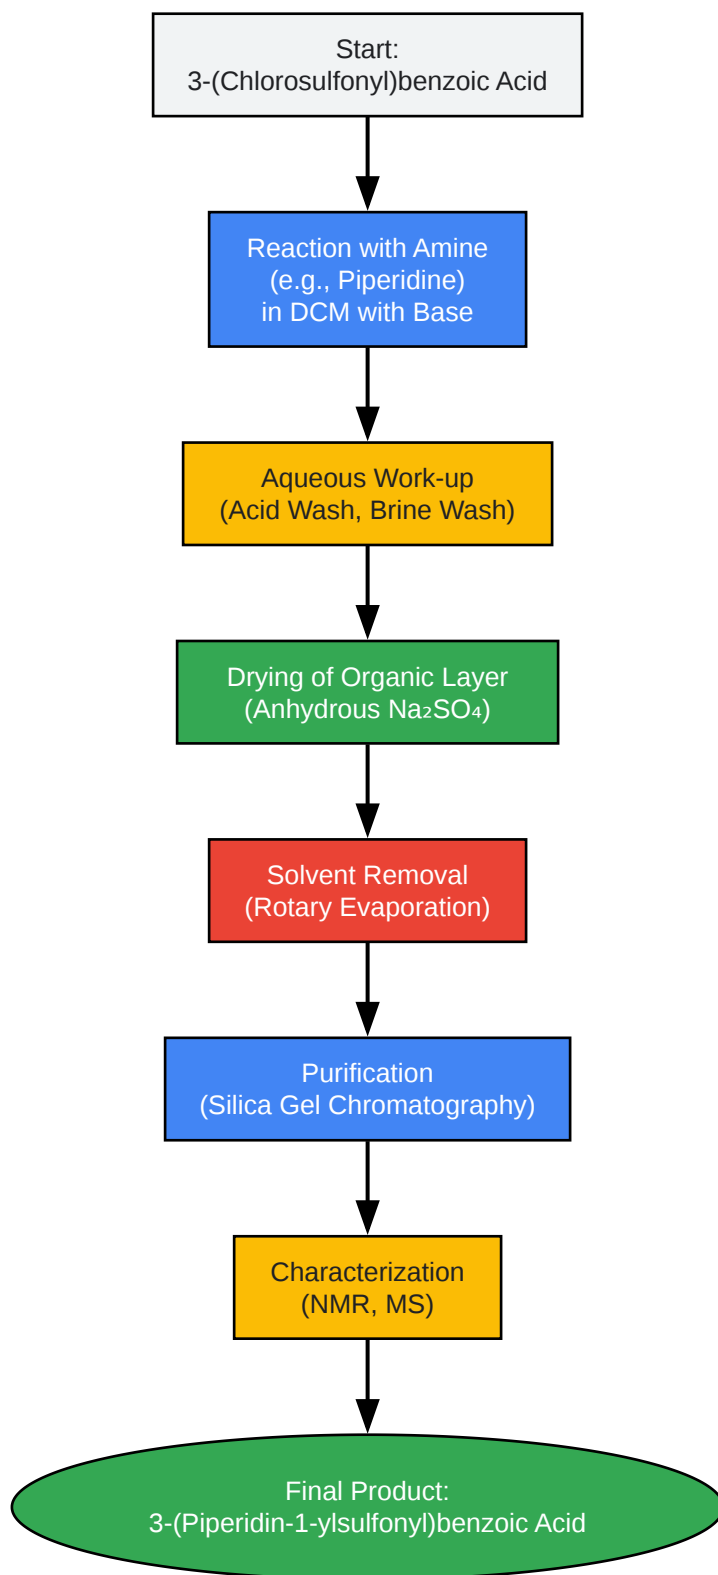 Start:
3-(Chlorosulfonyl)benzoic Acid
Reaction with Amine
(e.g., Piperidine)
in DCM with Base
Aqueous Work-up
(Acid Wash, Brine Wash)
Drying of Organic Layer
(Anhydrous Na₂SO₄)
Solvent Removal
(Rotary Evaporation)
Purification
(Silica Gel Chromatography)
Characterization
(NMR, MS)
Final Product:
3-(Piperidin-1-ylsulfonyl)benzoic Acid